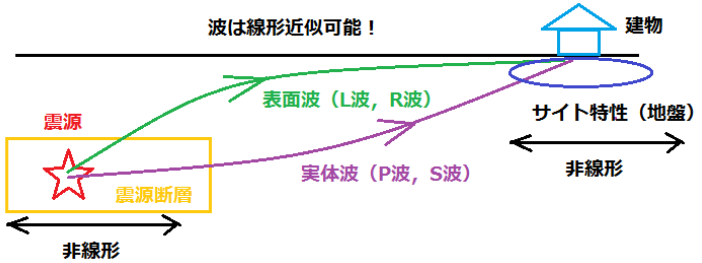 波は線形近似可能！
建物
表面波（L波，R波）
震源
サイト特性（地盤）
実体波（P波，S波）
非線形
震源断層
非線形